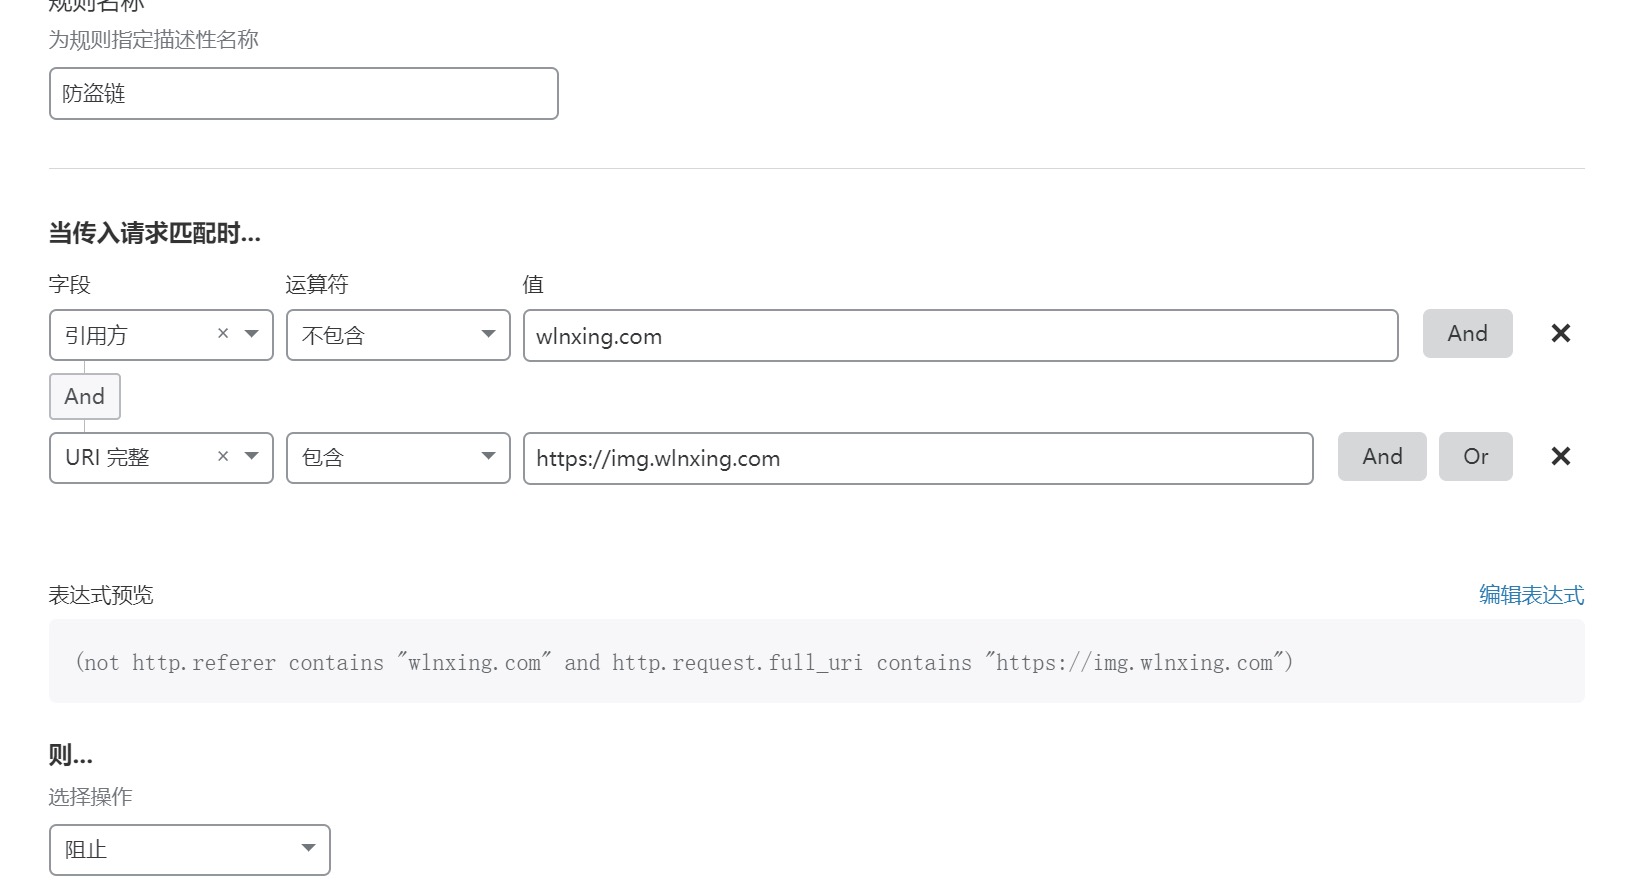 规则名称
为规则指定描述性名称
防盗链
当传入请求匹配时...
字段 运算符 值
引用方 × 不包含 wlnxing.com And ✕
And
URI 完整 × 包含 https://img.wlnxing.com And Or ✕
表达式预览 编辑表达式
(not http.referer contains "wlnxing.com" and http.request.full_uri contains "https://img.wlnxing.com")
则...
选择操作
阻止